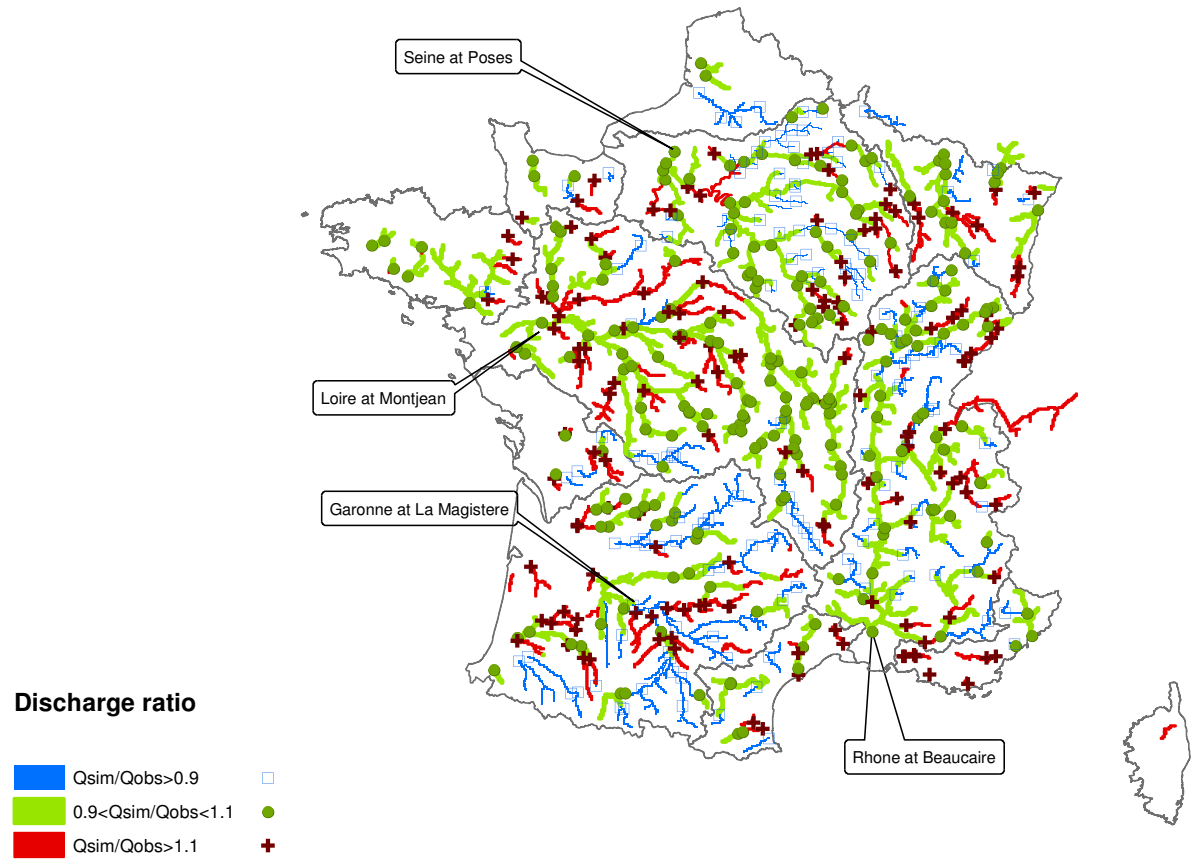 Seine at Poses
Loire at Montjean
Garonne at La Magistere
Rhone at Beaucaire
Discharge ratio
Qsim/Qobs>0.9
0.9<Qsim/Qobs<1.1
Qsim/Qobs>1.1